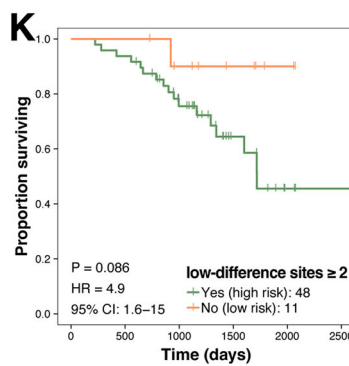 K
Proportion surviving
1.0
0.8
0.6
0.4
0.2
0.0
P = 0.086
HR = 4.9
95% CI: 1.6–15
low-difference sites ≥ 2
Yes (high risk): 48
No (low risk): 11
0 500 1000 1500 2000 250
Time (days)